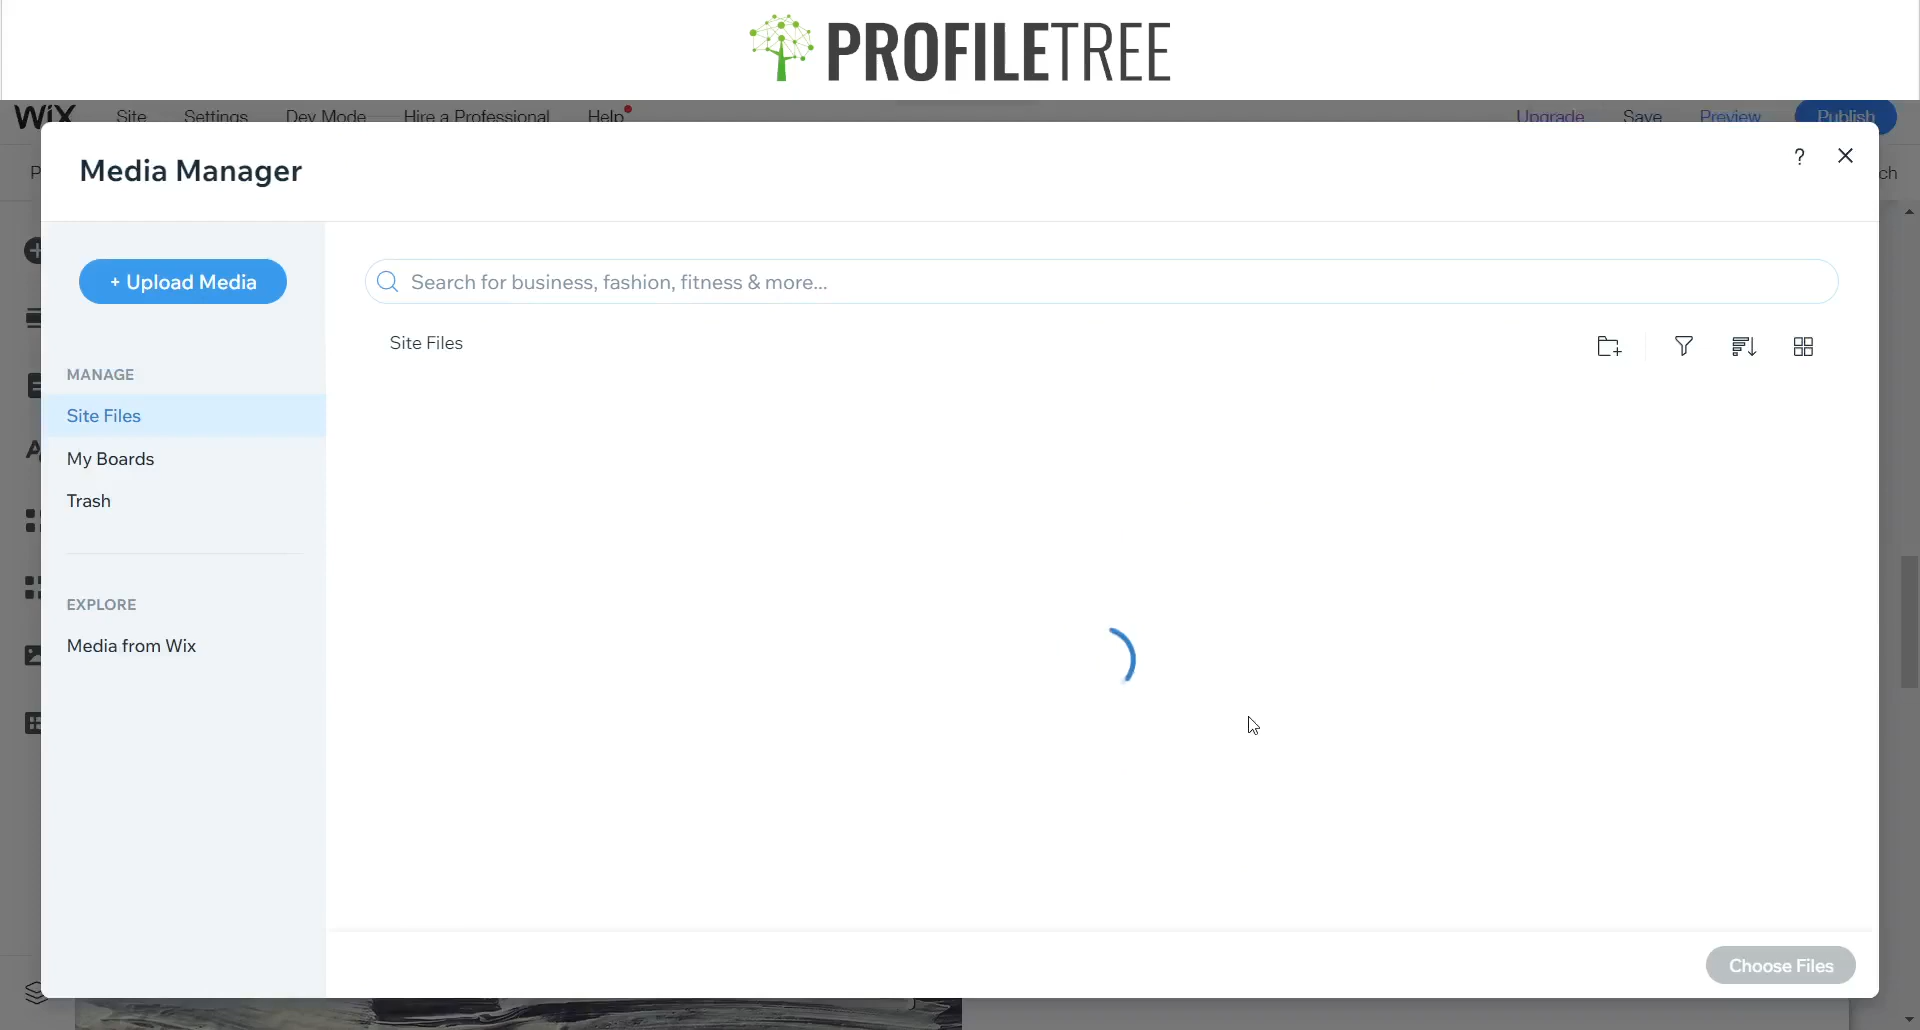 PROFILETREE
WiX Site Settings Dev Mode Hire a Professional Help Upgrade Save Preview Publish
Media Manager ?
+ Upload Media
Search for business, fashion, fitness & more...
Site Files
MANAGE
Site Files
My Boards
Trash
EXPLORE
Media from Wix
Choose Files